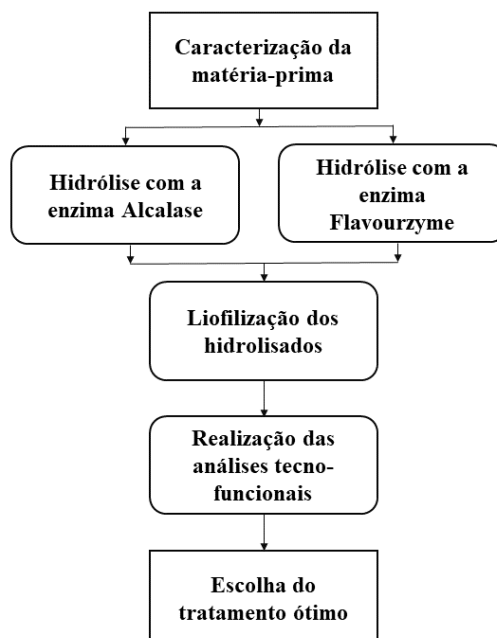 Caracterização da
matéria-prima
Hidrólise com a
enzima Alcalase
Hidrólise com a
enzima
Flavourzyme
Liofilização dos
hidrolisados
Realização das
análises tecno-
funcionais
Escolha do
tratamento ótimo